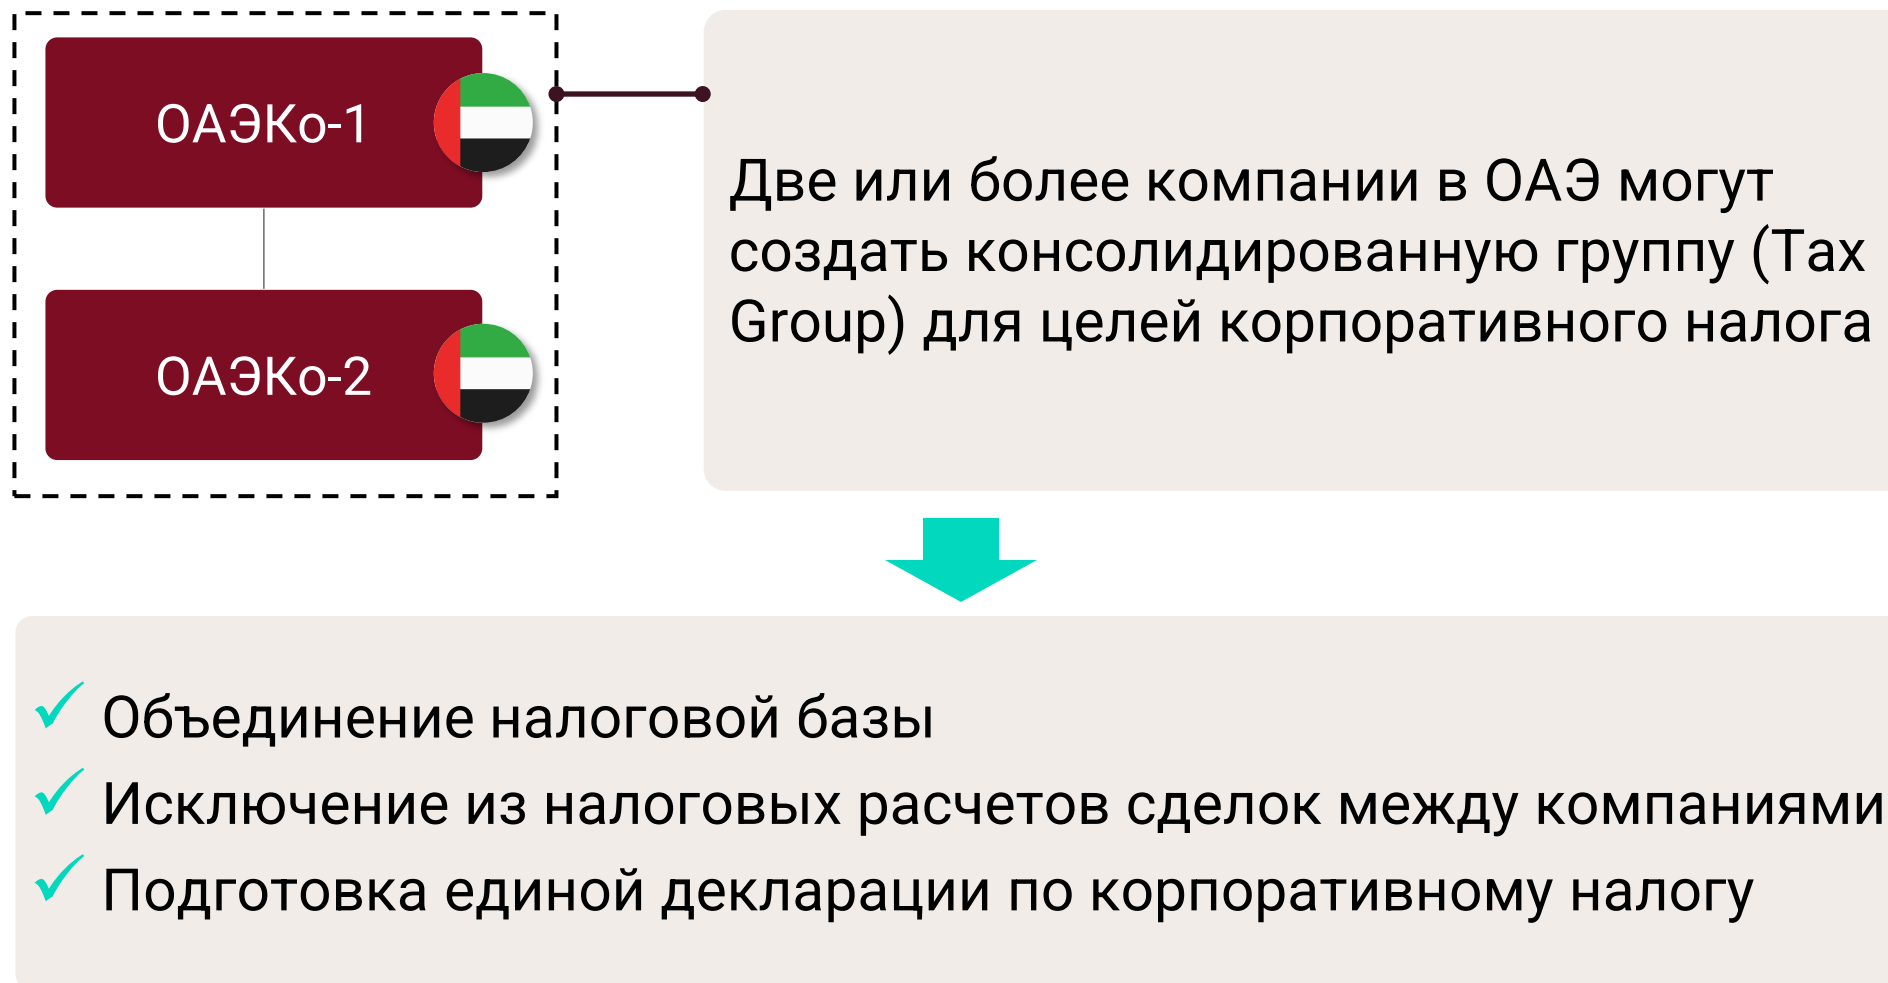 ОАЭКо-1
ОАЭКо-2
Две или более компании в ОАЭ могут
создать консолидированную группу (Tax
Group) для целей корпоративного налога
Объединение налоговой базы
Исключение из налоговых расчетов сделок между компаниями
Подготовка единой декларации по корпоративному налогу